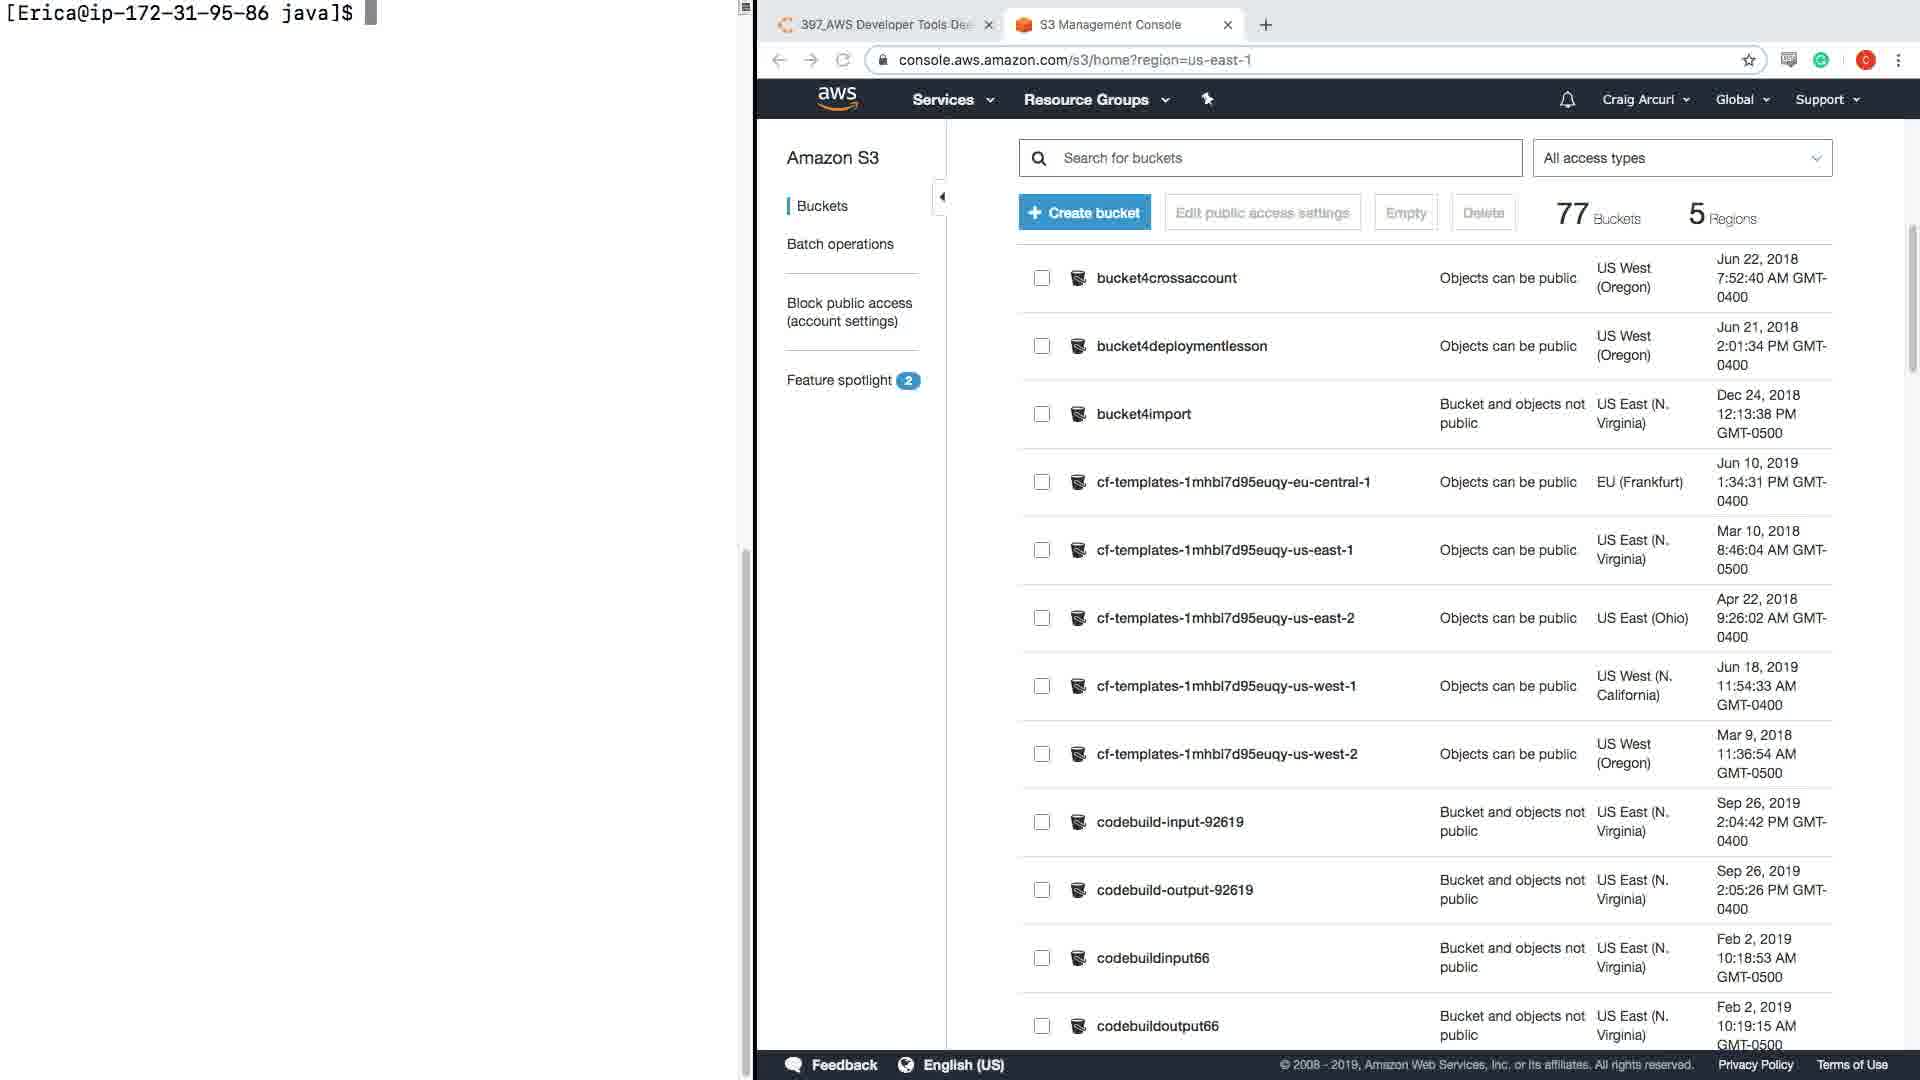 [Erica@ip-172-31-95-86 java]$
397_AWS Developer Tools Dee
S3 Management Console
console.aws.amazon.com/s3/home?region=us-east-1
aws
Services
Resource Groups
Craig Arcuri
Global
Support
Amazon S3
Buckets
Batch operations
Block public access
(account settings)
Feature spotlight 2
Search for buckets
All access types
+ Create bucket
Edit public access settings
Empty
Delete
77 Buckets
5 Regions
bucket4crossaccount
Objects can be public
US West
(Oregon)
Jun 22, 2018
7:52:40 AM GMT-
0400
bucket4deploymentlesson
Objects can be public
US West
(Oregon)
Jun 21, 2018
2:01:34 PM GMT-
0400
bucket4import
Bucket and objects not
public
US East (N.
Virginia)
Dec 24, 2018
12:13:38 PM
GMT-0500
cf-templates-1mhbl7d95euqy-eu-central-1
Objects can be public
EU (Frankfurt)
Jun 10, 2019
1:34:31 PM GMT-
0400
cf-templates-1mhbl7d95euqy-us-east-1
Objects can be public
US East (N.
Virginia)
Mar 10, 2018
8:46:04 AM GMT-
0500
cf-templates-1mhbl7d95euqy-us-east-2
Objects can be public
US East (Ohio)
Apr 22, 2018
9:26:02 AM GMT-
0400
cf-templates-1mhbl7d95euqy-us-west-1
Objects can be public
US West (N.
California)
Jun 18, 2019
11:54:33 AM
GMT-0400
cf-templates-1mhbl7d95euqy-us-west-2
Objects can be public
US West
(Oregon)
Mar 9, 2018
11:36:54 AM
GMT-0500
codebuild-input-92619
Bucket and objects not
public
US East (N.
Virginia)
Sep 26, 2019
2:04:42 PM GMT-
0400
codebuild-output-92619
Bucket and objects not
public
US East (N.
Virginia)
Sep 26, 2019
2:05:26 PM GMT-
0400
codebuildinput66
Bucket and objects not
public
US East (N.
Virginia)
Feb 2, 2019
10:18:53 AM
GMT-0500
codebuildoutput66
Bucket and objects not
public
US East (N.
Virginia)
Feb 2, 2019
10:19:15 AM
GMT-0500
Feedback
English (US)
© 2008 - 2019, Amazon Web Services, Inc. or its affiliates. All rights reserved.
Privacy Policy
Terms of Use